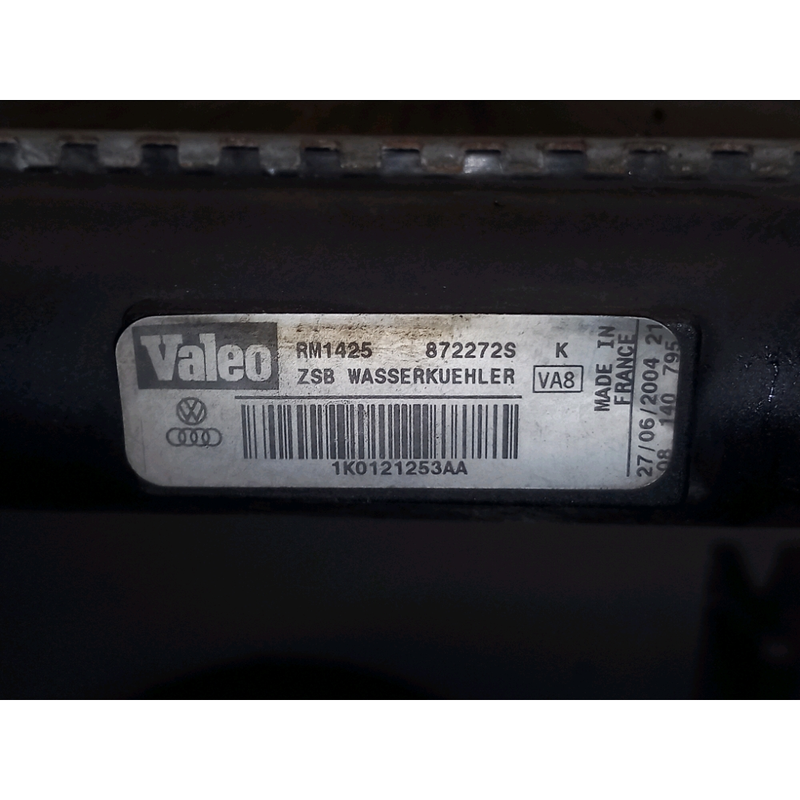 Valeo RM1425 872272S K
ZSB WASSERKUEHLER VA8
1K0121253AA
MADE IN
FRANCE
27/06/2004 21
08 140 795